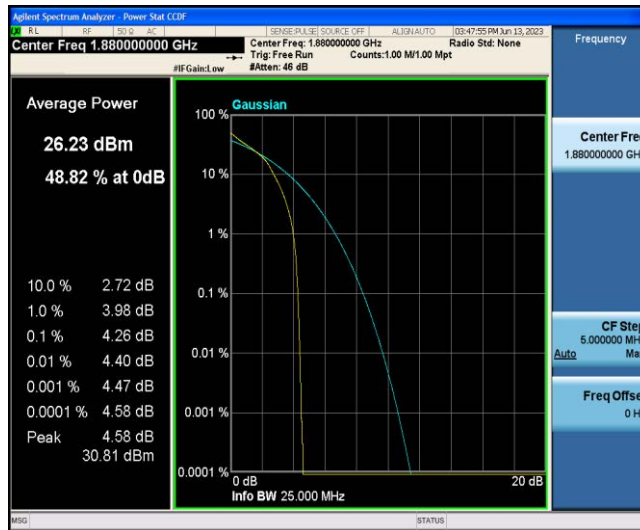 Agilent Spectrum Analyzer - Power Stat CCDF
RL RF 50 Ω AC SENSE:PULSE SOURCE OFF ALIGN AUTO 03:47:55 PM Jun 13, 2023
Center Freq 1.880000000 GHz
Center Freq: 1.880000000 GHz Radio Std: None
Trig: Free Run Counts:1.00 M/1.00 Mpt
#IFGain:Low #Atten: 46 dB
Frequency
Average Power
26.23 dBm
48.82 % at 0dB
10.0 % 2.72 dB
1.0 % 3.98 dB
0.1 % 4.26 dB
0.01 % 4.40 dB
0.001 % 4.47 dB
0.0001 % 4.58 dB
Peak 4.58 dB
30.81 dBm
Gaussian
100 %
10 %
1 %
0.1 %
0.01 %
0.001 %
0.0001 %
0 dB 20 dB
Info BW 25.000 MHz
Center Fre
1.880000000 GH
CF Step
5.000000 MH
Auto Ma
Freq Offse
0 H
MSG STATUS